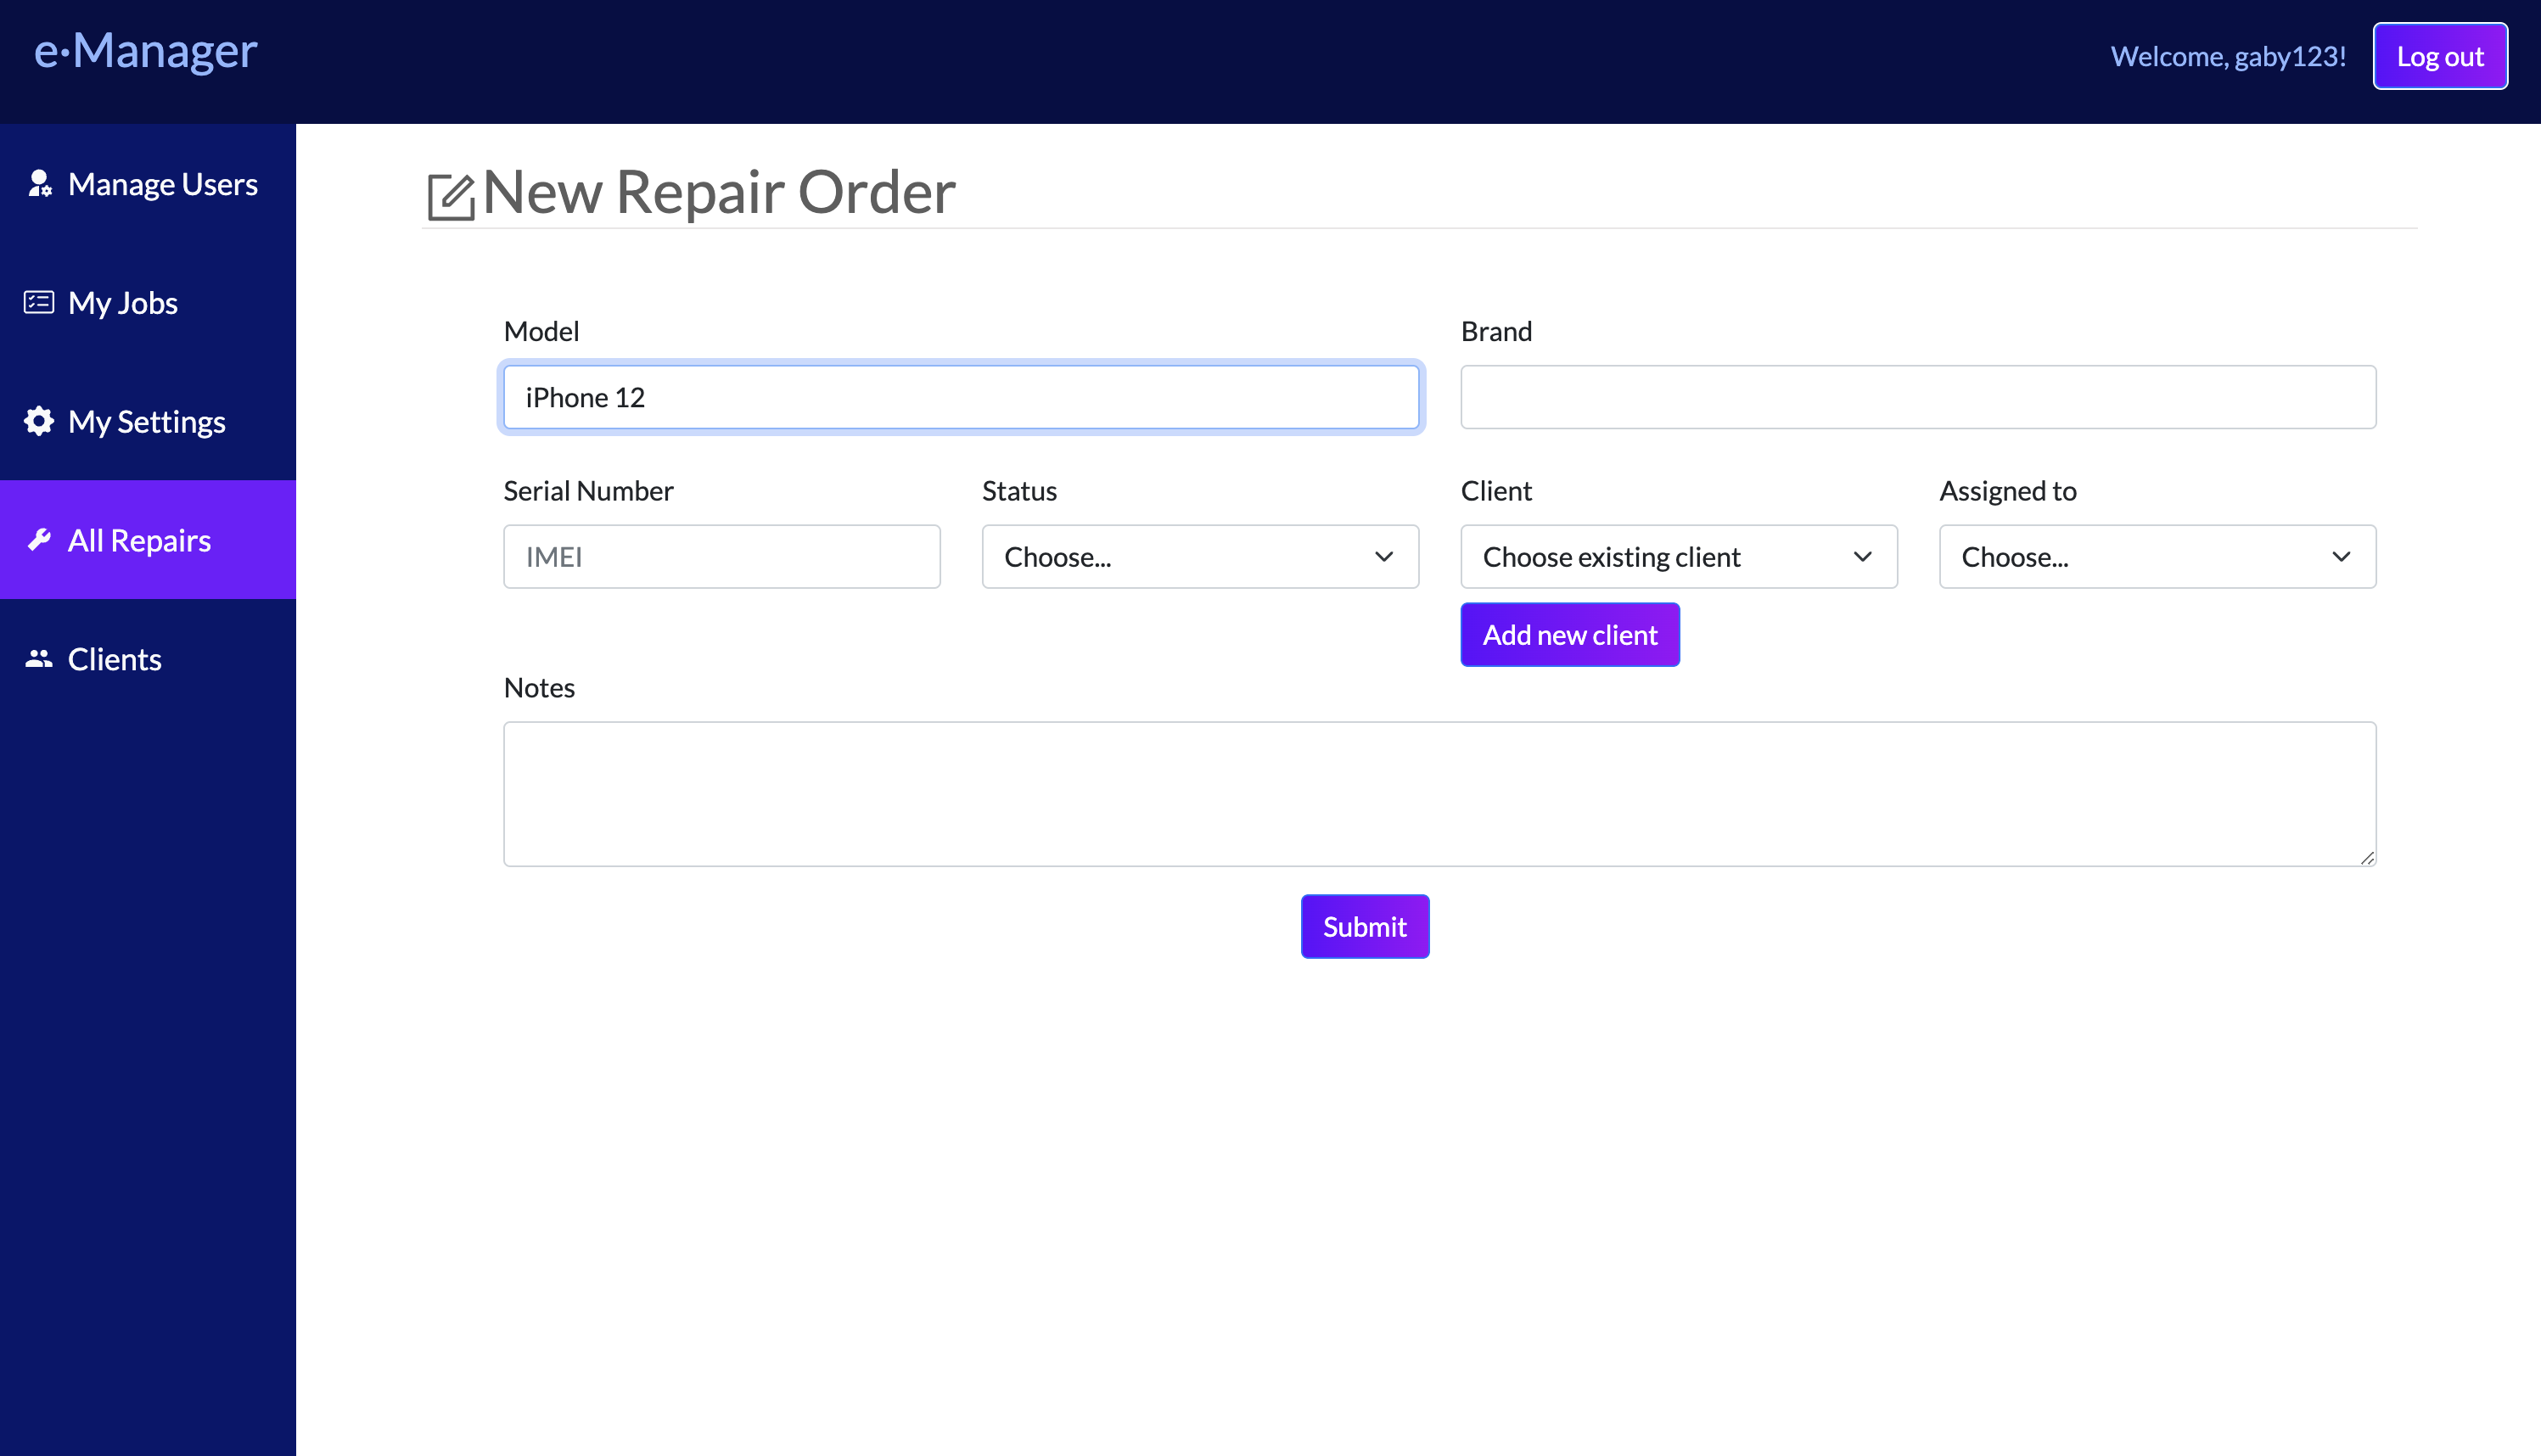 e·Manager
Welcome, gaby123!
Log out
Manage Users
My Jobs
My Settings
All Repairs
Clients
New Repair Order
Model
Brand
iPhone 12
Serial Number
Status
Client
Assigned to
IMEI
Choose...
Choose existing client
Choose...
Add new client
Notes
Submit